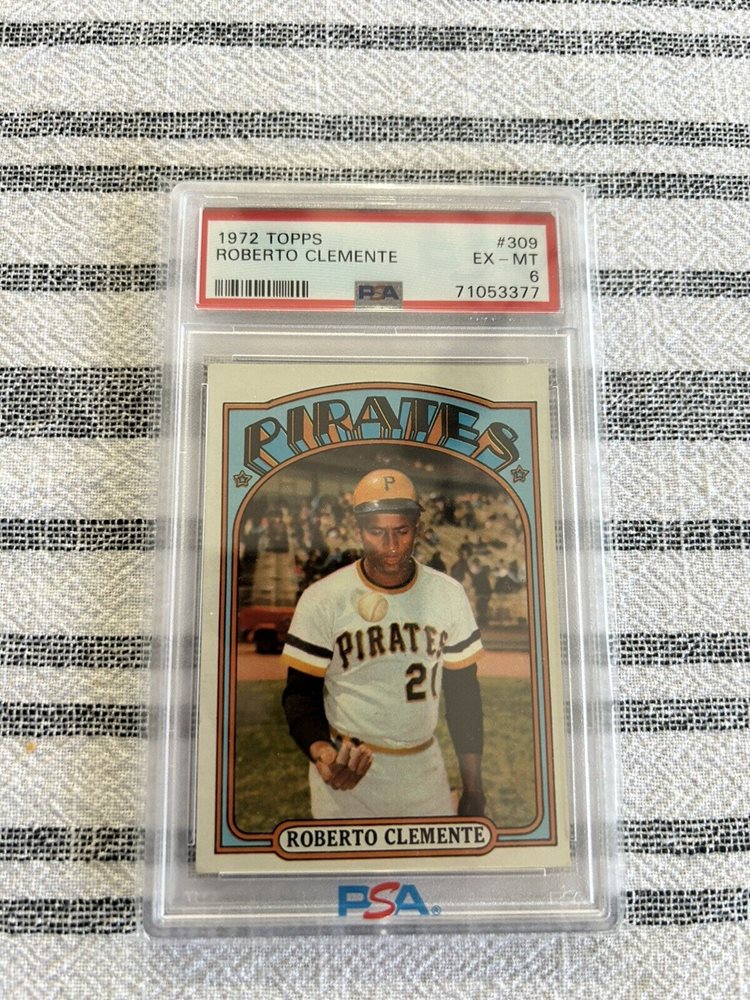 1972 TOPPS #309
ROBERTO CLEMENTE EX - MT
6
PSA 71053377
PIRATES
P
PIRATES
21
ROBERTO CLEMENTE
PSA®